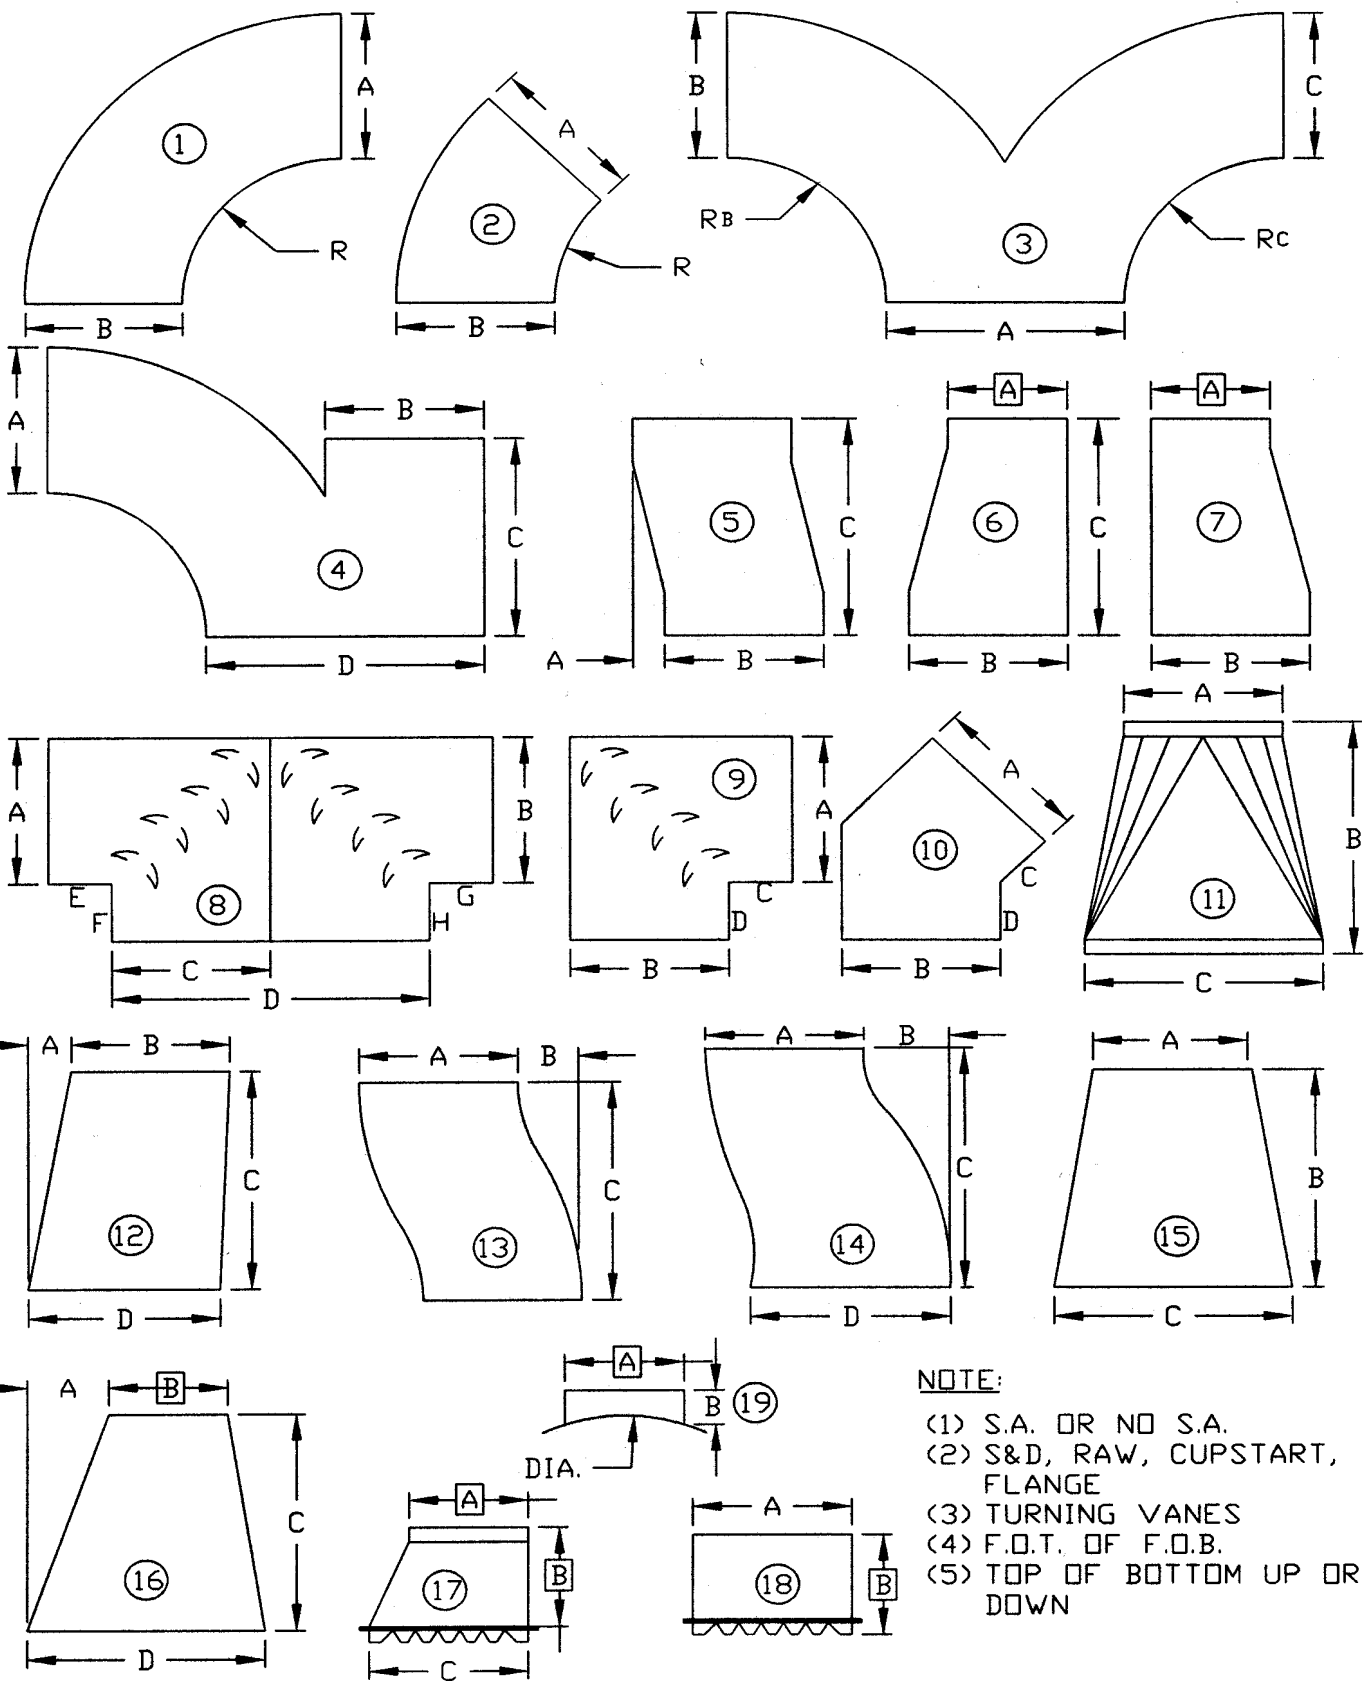 A
1
R
B
A
2
R
B
B
C
RB
3
RC
A
A
B
C
4
D
5
C
A
B
A
6
C
B
A
7
B
A
B
8
E
F
G
H
C
D
9
A
C
D
B
A
10
C
D
B
A
B
11
C
A B
C
12
D
A B
C
13
A B
C
14
D
A
B
15
C
A B
C
16
D
A
B
19
DIA.
A
B
17
C
A
B
18
NOTE:
(1) S.A. OR NO S.A.
(2) S&D, RAW, CUPSTART,
FLANGE
(3) TURNING VANES
(4) F.O.T. OF F.O.B.
(5) TOP OF BOTTOM UP OR
DOWN